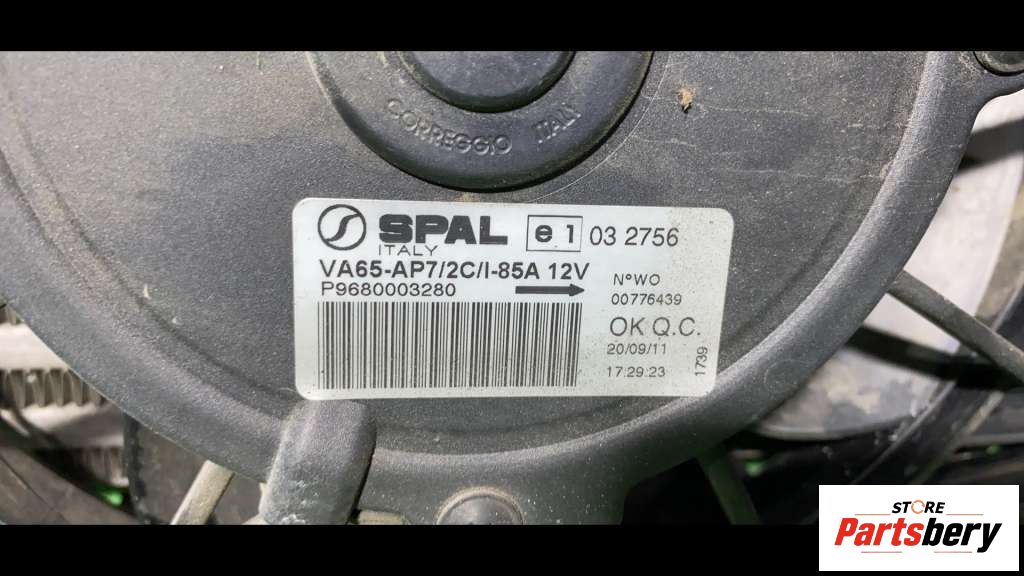 CORREGGIO ITALY
SPAL e1 03 2756
ITALY
VA65-AP7/2C/I-85A 12V
P9680003280
N°WO
00776439
OK Q.C.
20/09/11
17:29:23
1739
STORE
Partsbery